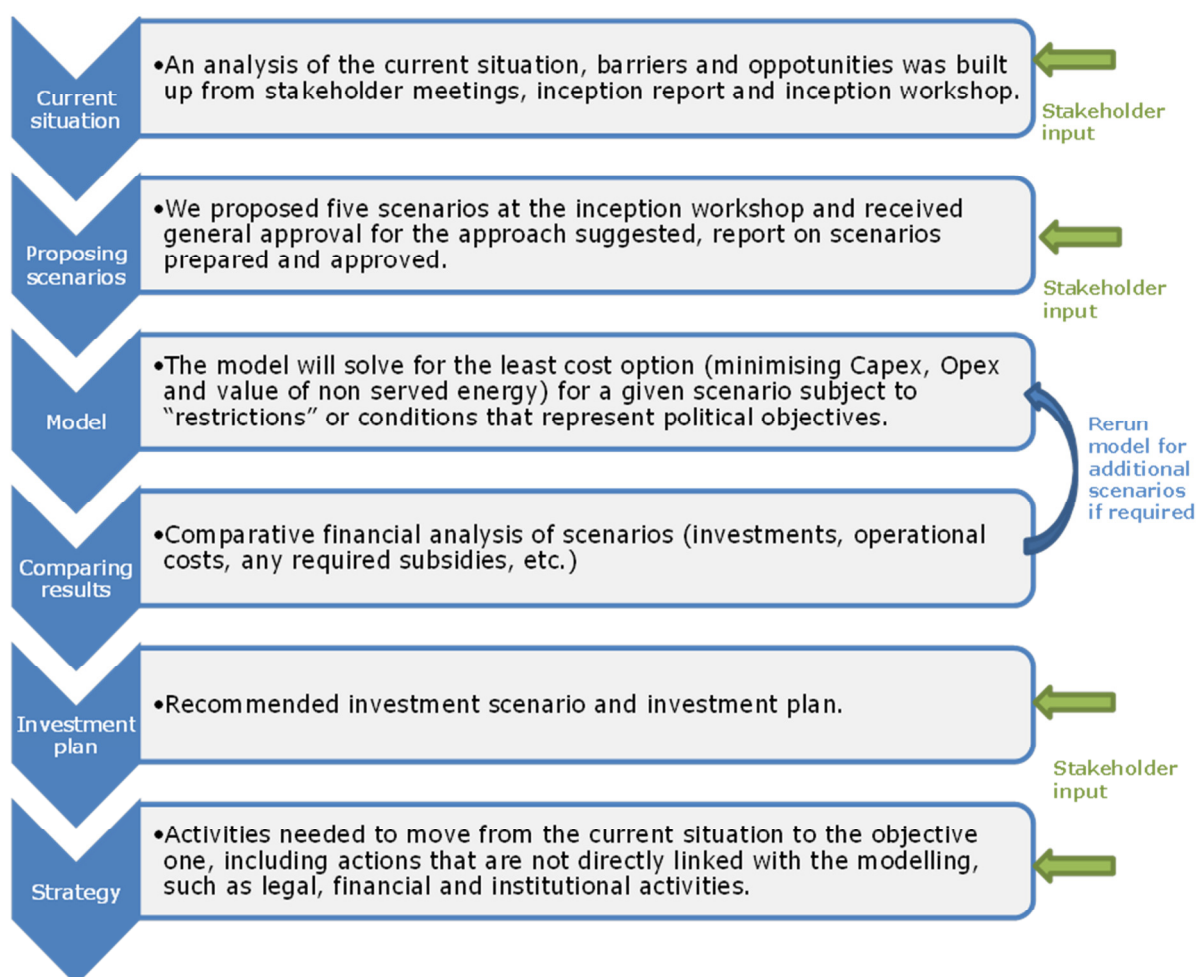 Current
situation
•An analysis of the current situation, barriers and oppotunities was built
up from stakeholder meetings, inception report and inception workshop.
Stakeholder
input
Proposing
scenarios
•We proposed five scenarios at the inception workshop and received
general approval for the approach suggested, report on scenarios
prepared and approved.
Stakeholder
input
Model
•The model will solve for the least cost option (minimising Capex, Opex
and value of non served energy) for a given scenario subject to
“restrictions” or conditions that represent political objectives.
Rerun
model for
additional
scenarios
if required
Comparing
results
•Comparative financial analysis of scenarios (investments, operational
costs, any required subsidies, etc.)
Investment
plan
•Recommended investment scenario and investment plan.
Stakeholder
input
Strategy
•Activities needed to move from the current situation to the objective
one, including actions that are not directly linked with the modelling,
such as legal, financial and institutional activities.